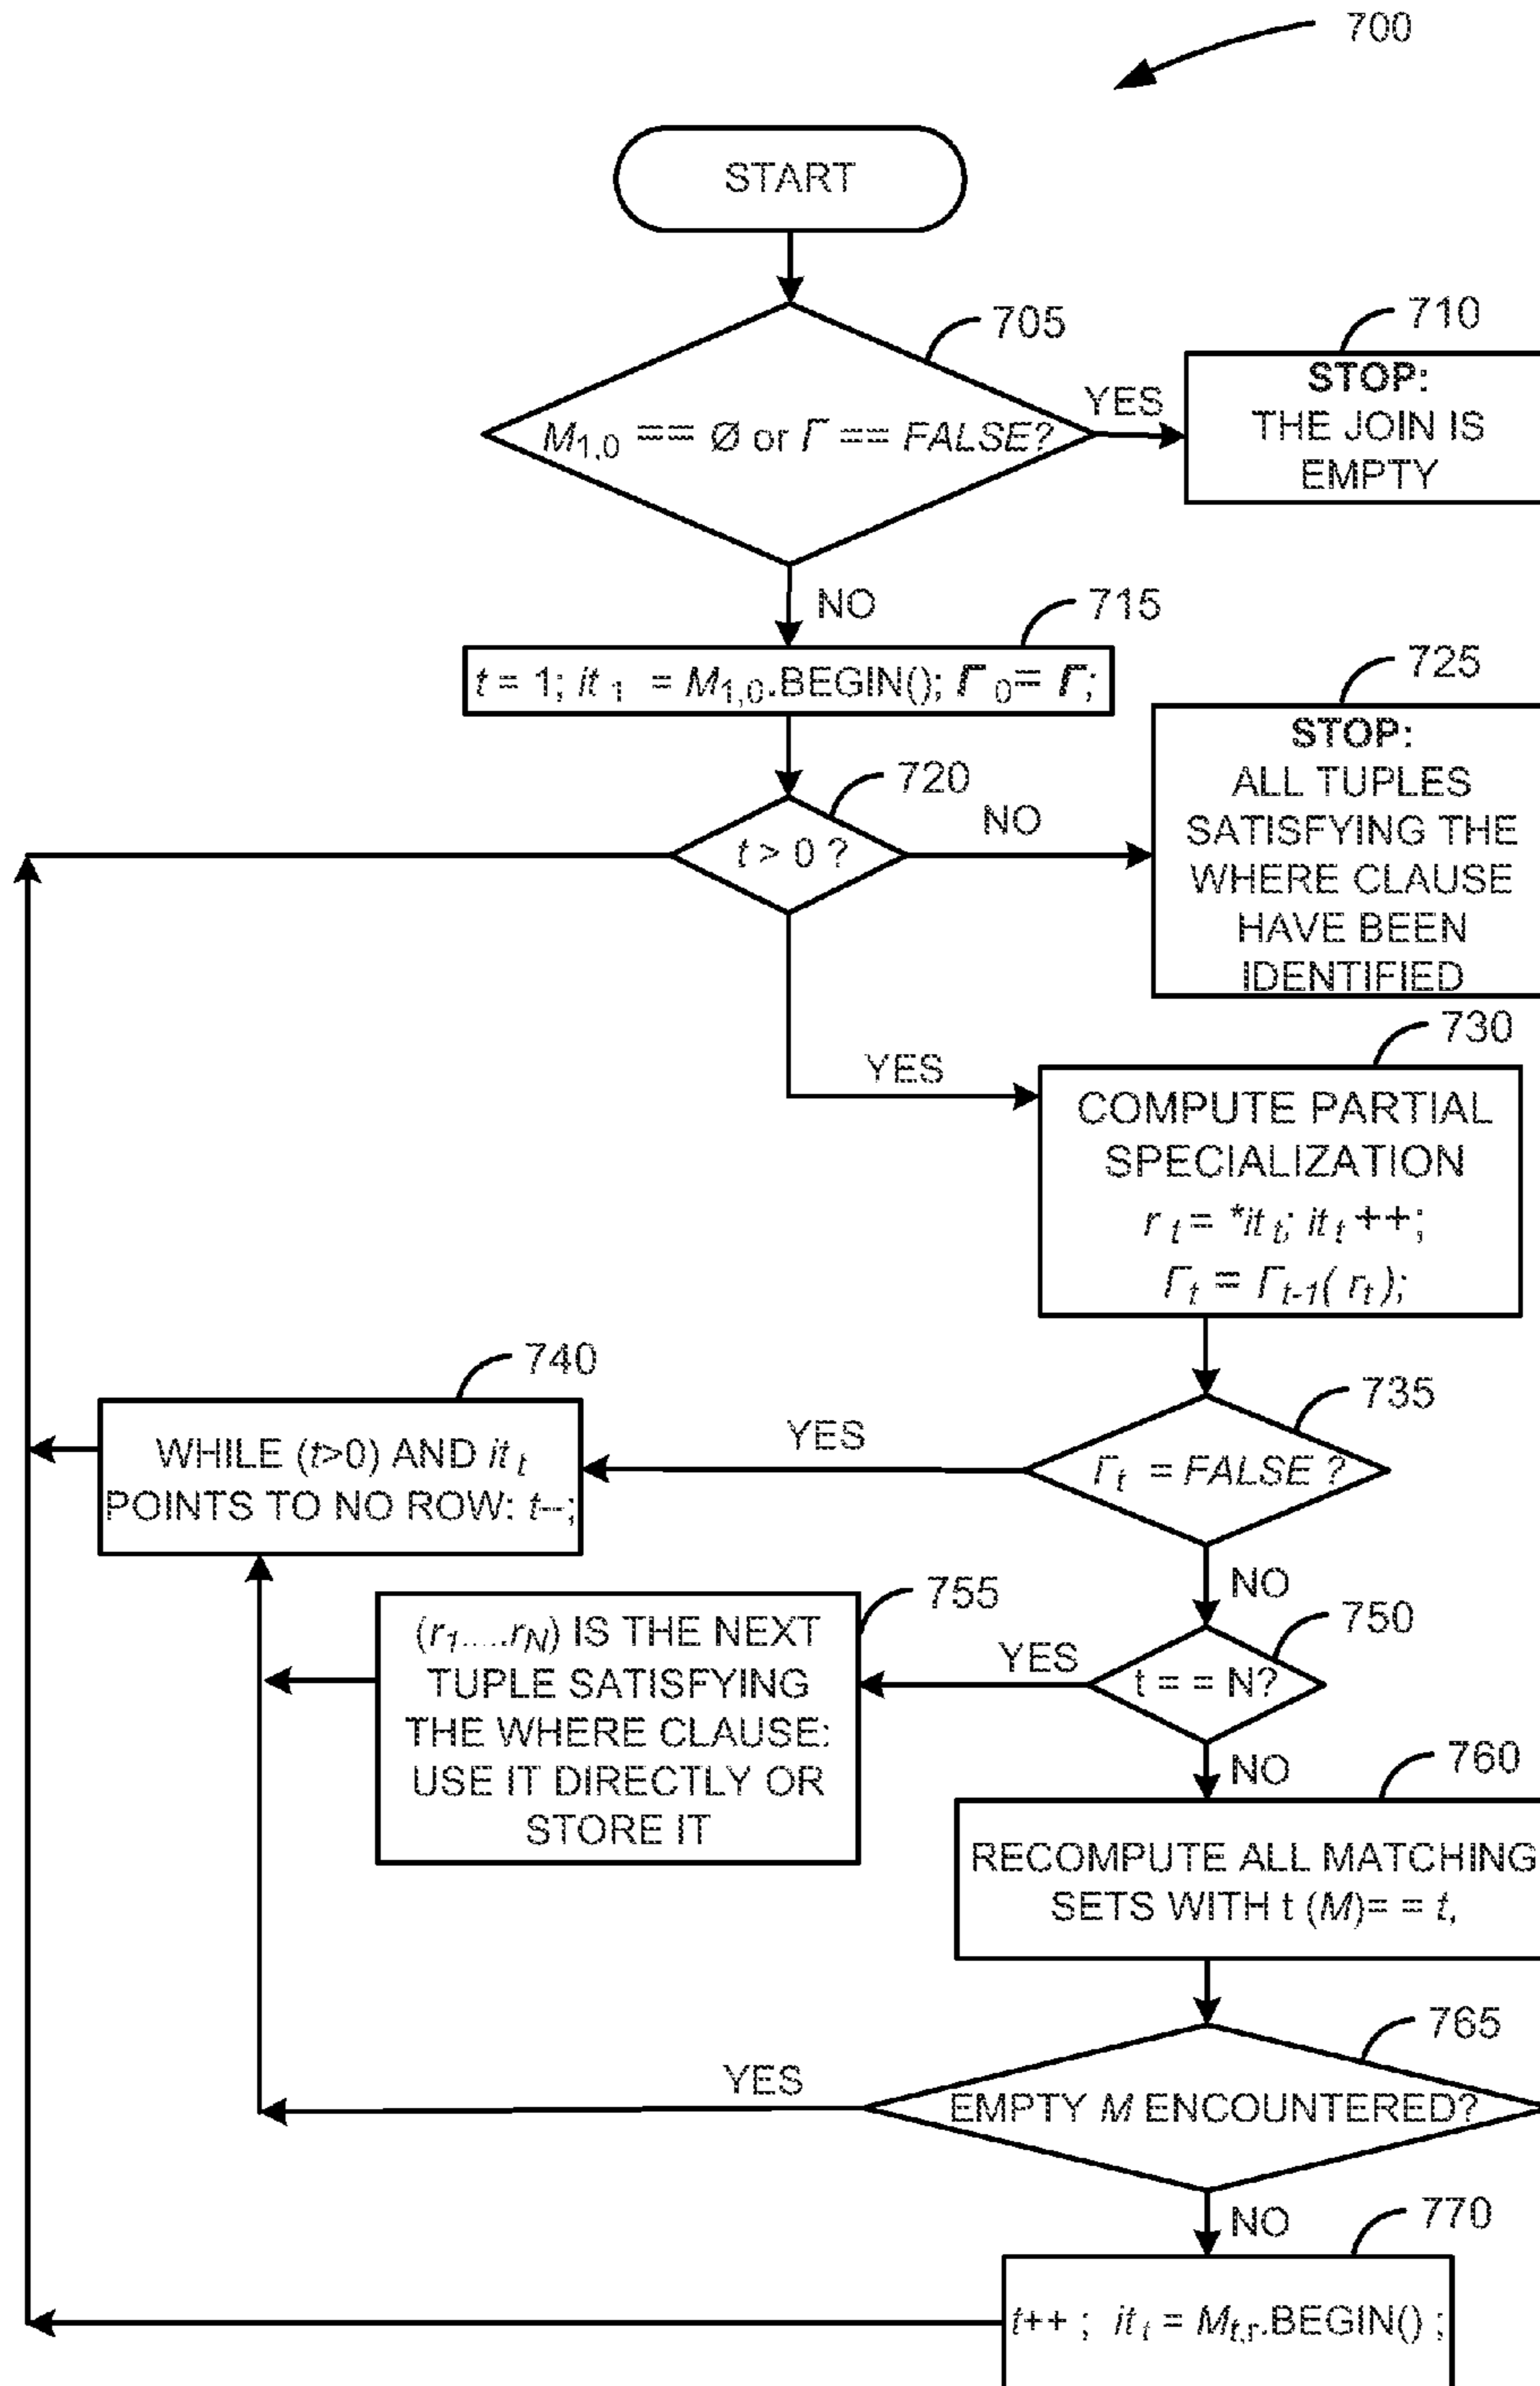 700
START
705
M1,0 == Ø or Γ == FALSE?
YES
710
STOP:
THE JOIN IS
EMPTY
NO
715
t = 1; it 1 = M1,0.BEGIN(); Γ 0= Γ;
720
t > 0 ?
NO
725
STOP:
ALL TUPLES
SATISFYING THE
WHERE CLAUSE
HAVE BEEN
IDENTIFIED
YES
730
COMPUTE PARTIAL
SPECIALIZATION
r t = *it t; it t ++;
Γt = Γt-1( rt );
735
Γt = FALSE ?
YES
740
WHILE (t>0) AND it t
POINTS TO NO ROW: t--;
NO
750
t = = N?
YES
755
(r1....rN) IS THE NEXT
TUPLE SATISFYING
THE WHERE CLAUSE:
USE IT DIRECTLY OR
STORE IT
NO
760
RECOMPUTE ALL MATCHING
SETS WITH t (M)= = t,
765
EMPTY M ENCOUNTERED?
YES
NO
770
t++ ; it t = Mt,r.BEGIN() ;